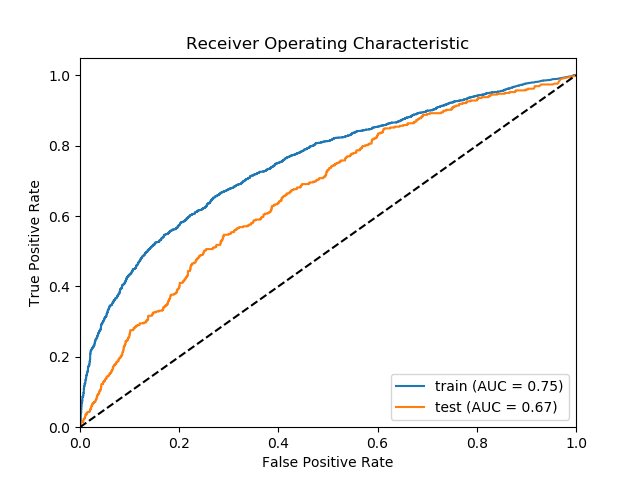 Receiver Operating Characteristic
1.0
0.8
0.6
0.4
0.2
0.0
True Positive Rate
train (AUC = 0.75)
test (AUC = 0.67)
0.0 0.2 0.4 0.6 0.8 1.0
False Positive Rate